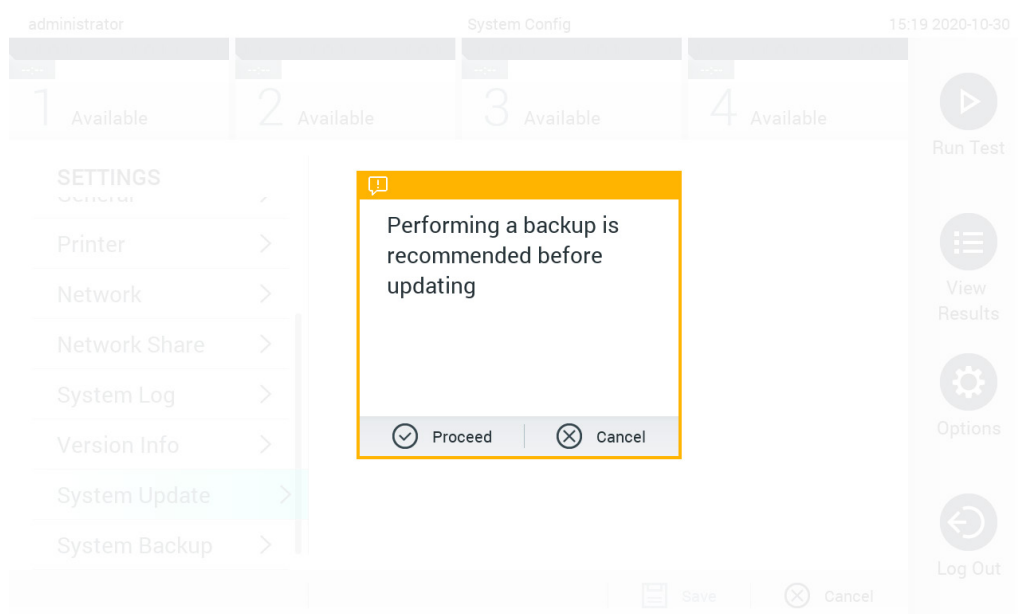 administrator System Config 15:19 2020-10-30
-- -- -- -- -- -- -- --
1 Available 2 Available 3 Available 4 Available
Run Test
SETTINGS
General
Printer
Network
Network Share
System Log
Version Info
System Update
System Backup
Performing a backup is
recommended before
updating
Proceed Cancel
View
Results
Options
Log Out
Save Cancel